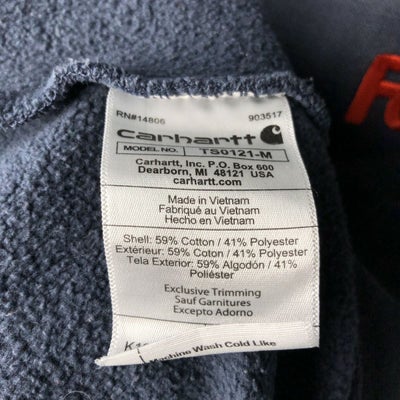 RN#14806 903517
carhartt
MODEL NO. TS0121-M
Carhartt, Inc. P.O. Box 600
Dearborn, MI 48121 USA
carhartt.com
Made in Vietnam
Fabriqué au Vietnam
Hecho en Vietnam
Shell: 59% Cotton / 41% Polyester
Extérieur: 59% Coton / 41% Polyester
Tela Exterior: 59% Algodón / 41%
Poliéster
Exclusive Trimming
Sauf Garnitures
Excepto Adorno
Machine Wash Cold Like